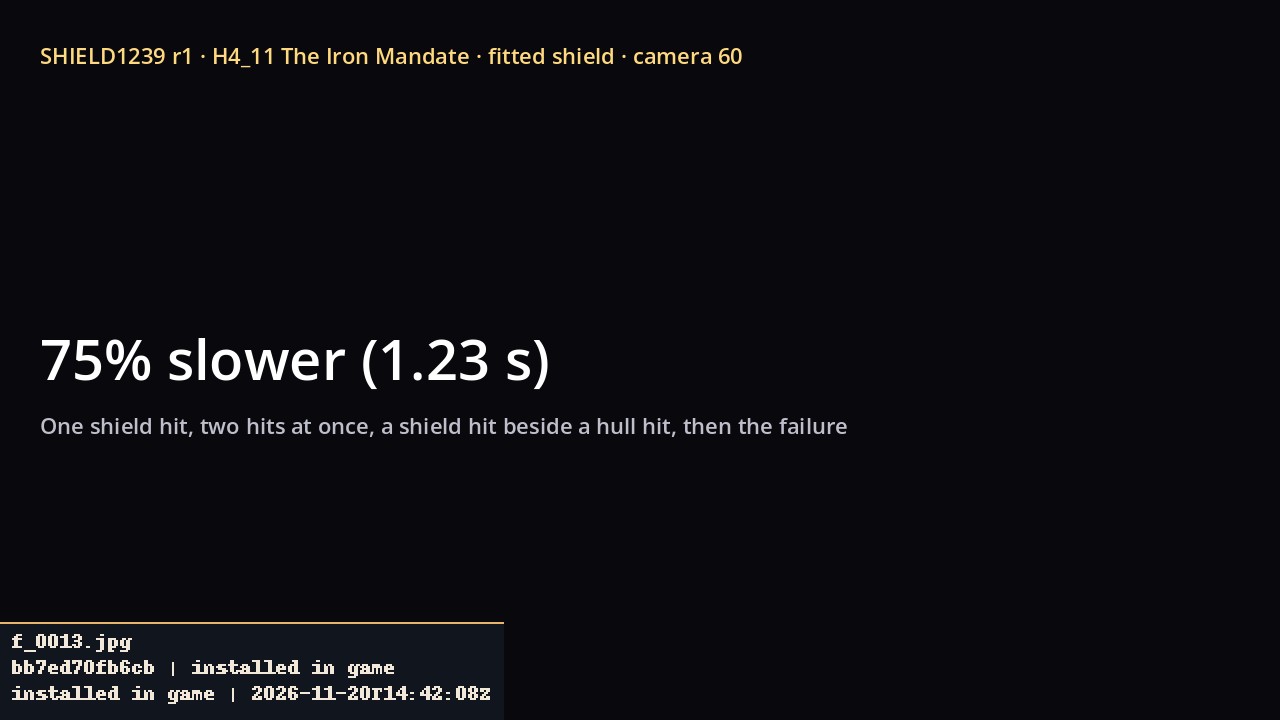 SHIELD1239 r1 · H4_11 The Iron Mandate · fitted shield · camera 60
75% slower (1.23 s)
One shield hit, two hits at once, a shield hit beside a hull hit, then the failure
f_0013.jpg
bb7ed70fb6cb | installed in game
installed in game | 2026-11-20T14:42:08Z